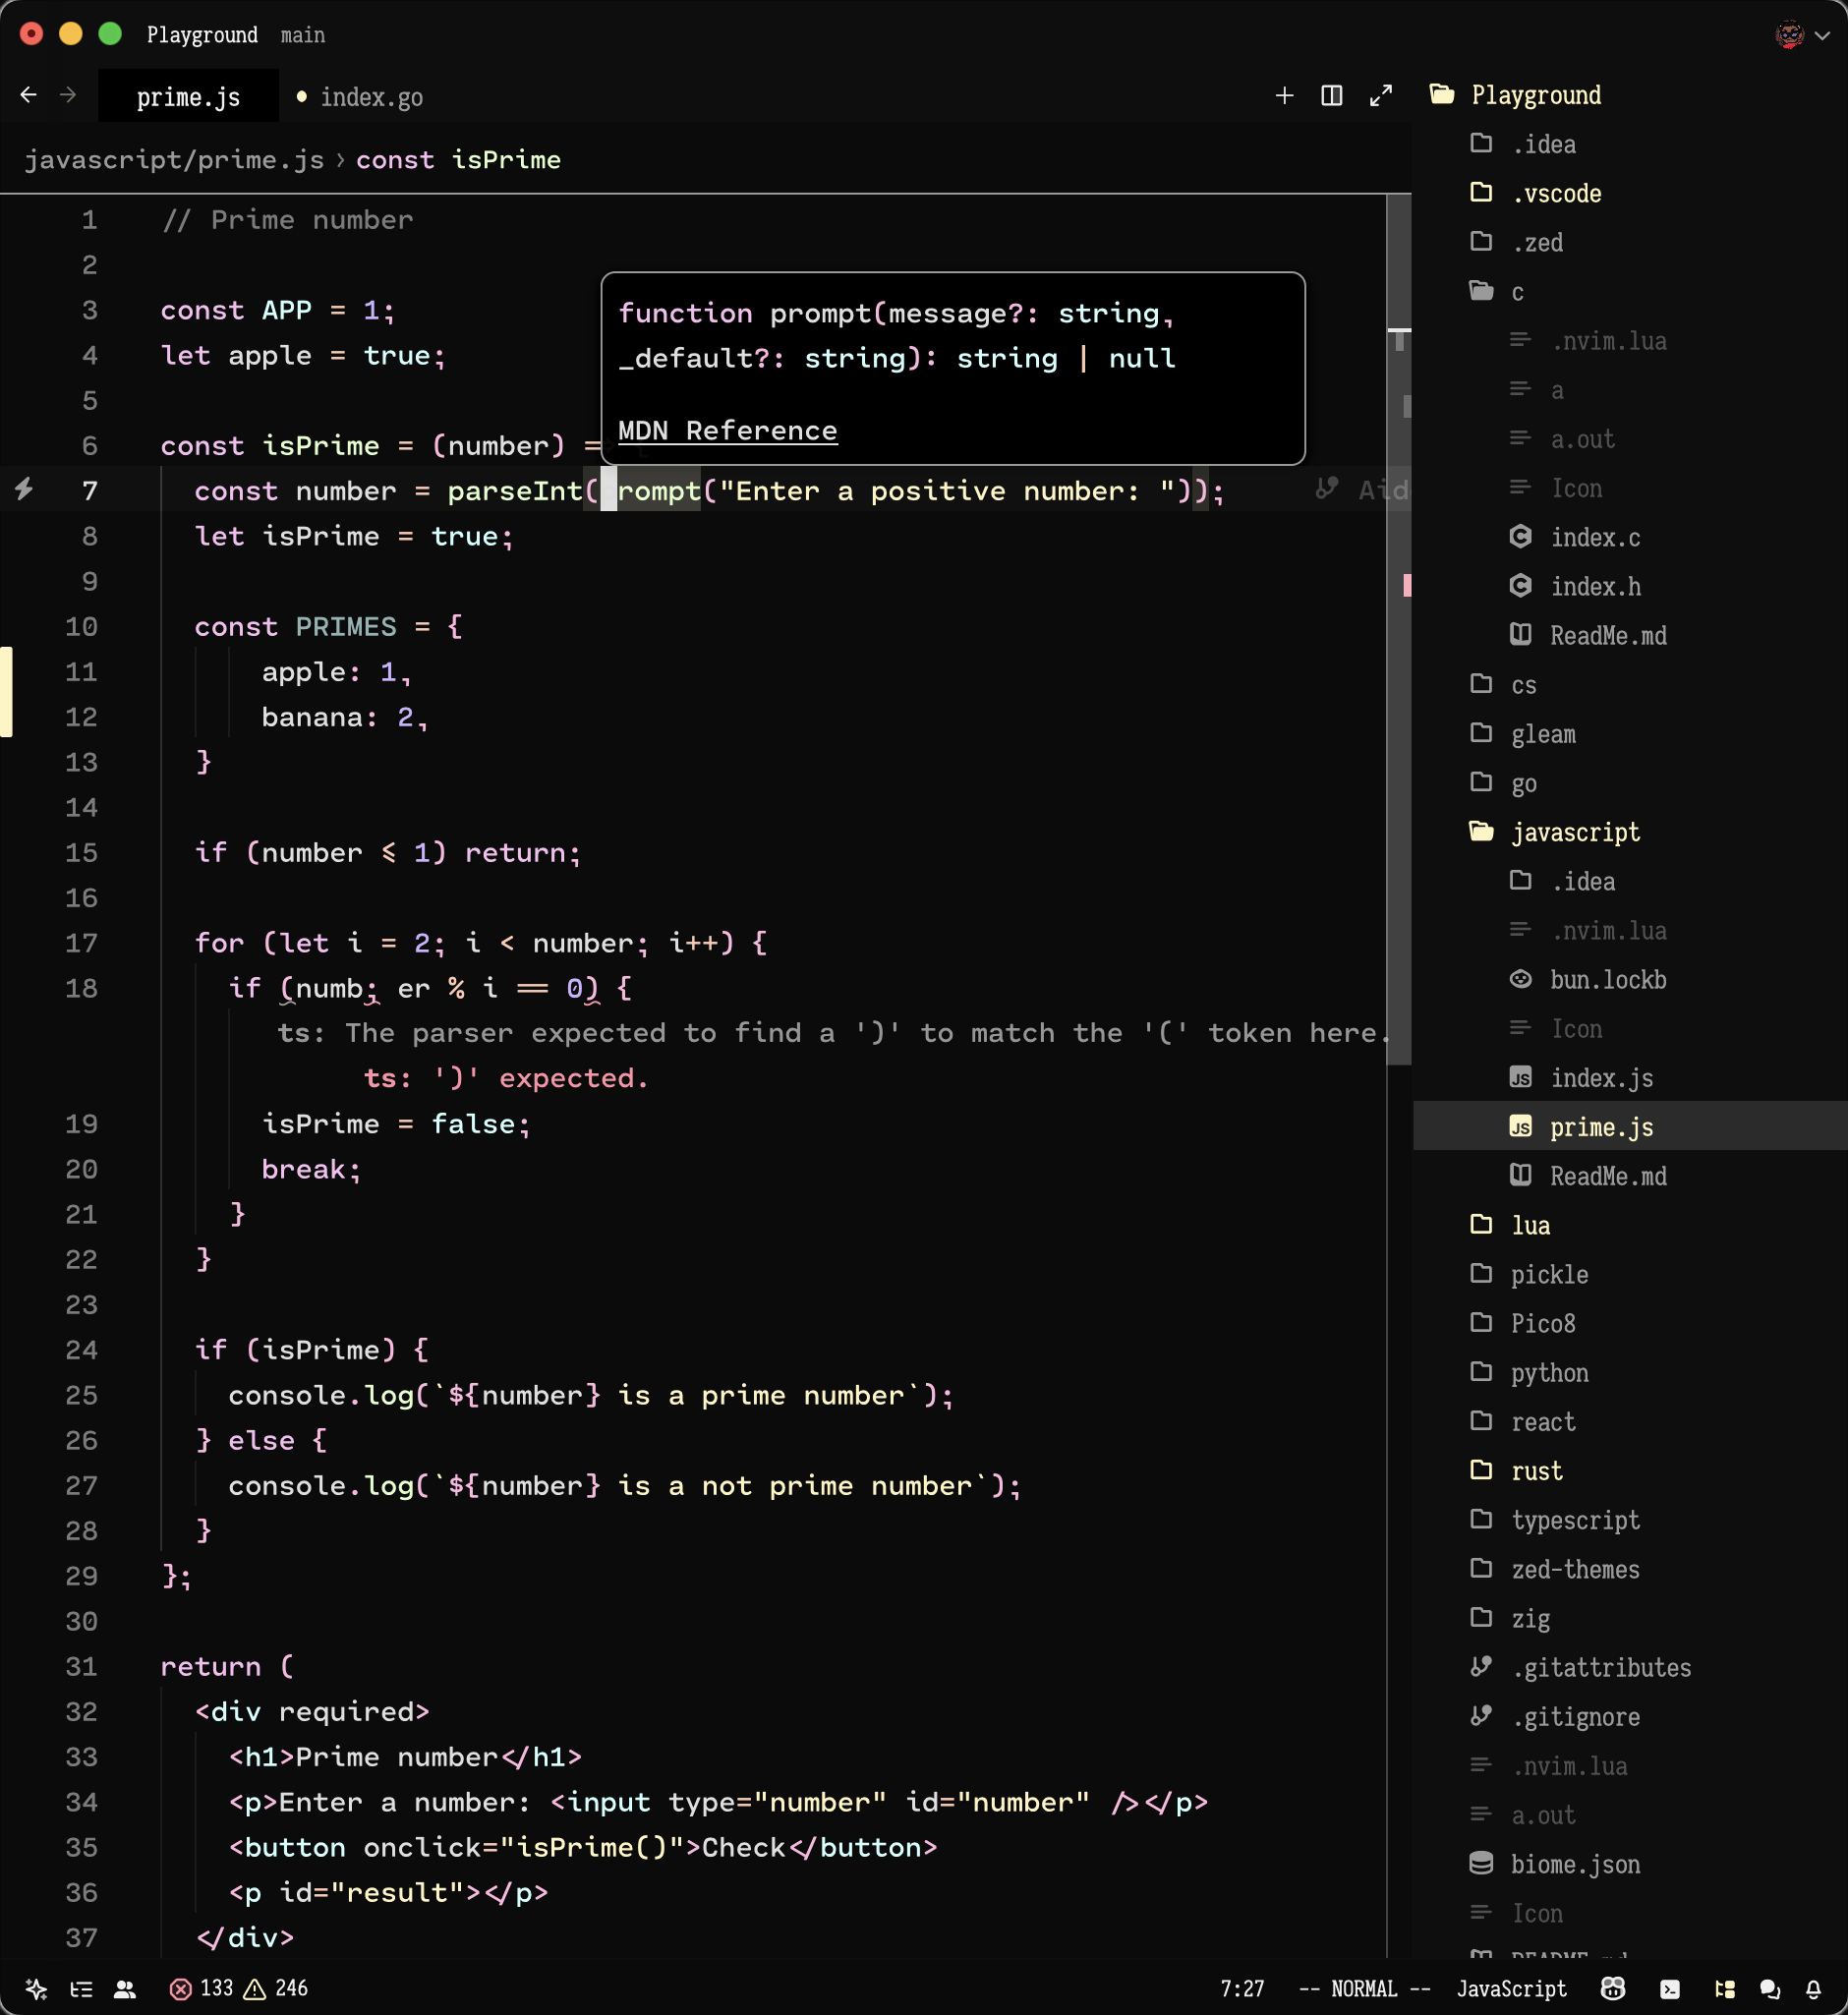 Playground main
prime.js index.go
javascript/prime.js › const isPrime
1 // Prime number
2
3 const APP = 1;
4 let apple = true;
5
6 const isPrime = (number) =>
7 const number = parseInt(prompt("Enter a positive number: ")); Aid
8 let isPrime = true;
9
10 const PRIMES = {
11 apple: 1,
12 banana: 2,
13 }
14
15 if (number <= 1) return;
16
17 for (let i = 2; i < number; i++) {
18 if (numb; er % i == 0) {
ts: The parser expected to find a ')' to match the '(' token here.
ts: ')' expected.
19 isPrime = false;
20 break;
21 }
22 }
23
24 if (isPrime) {
25 console.log(`${number} is a prime number`);
26 } else {
27 console.log(`${number} is a not prime number`);
28 }
29 };
30
31 return (
32 <div required>
33 <h1>Prime number</h1>
34 <p>Enter a number: <input type="number" id="number" /></p>
35 <button onclick="isPrime()">Check</button>
36 <p id="result"></p>
37 </div>
function prompt(message?: string,
_default?: string): string | null
MDN Reference
Playground
.idea
.vscode
.zed
c
.nvim.lua
a
a.out
Icon
index.c
index.h
ReadMe.md
cs
gleam
go
javascript
.idea
.nvim.lua
bun.lockb
Icon
index.js
prime.js
ReadMe.md
lua
pickle
Pico8
python
react
rust
typescript
zed-themes
zig
.gitattributes
.gitignore
.nvim.lua
a.out
biome.json
Icon
README.md
133 246 7:27 -- NORMAL -- JavaScript